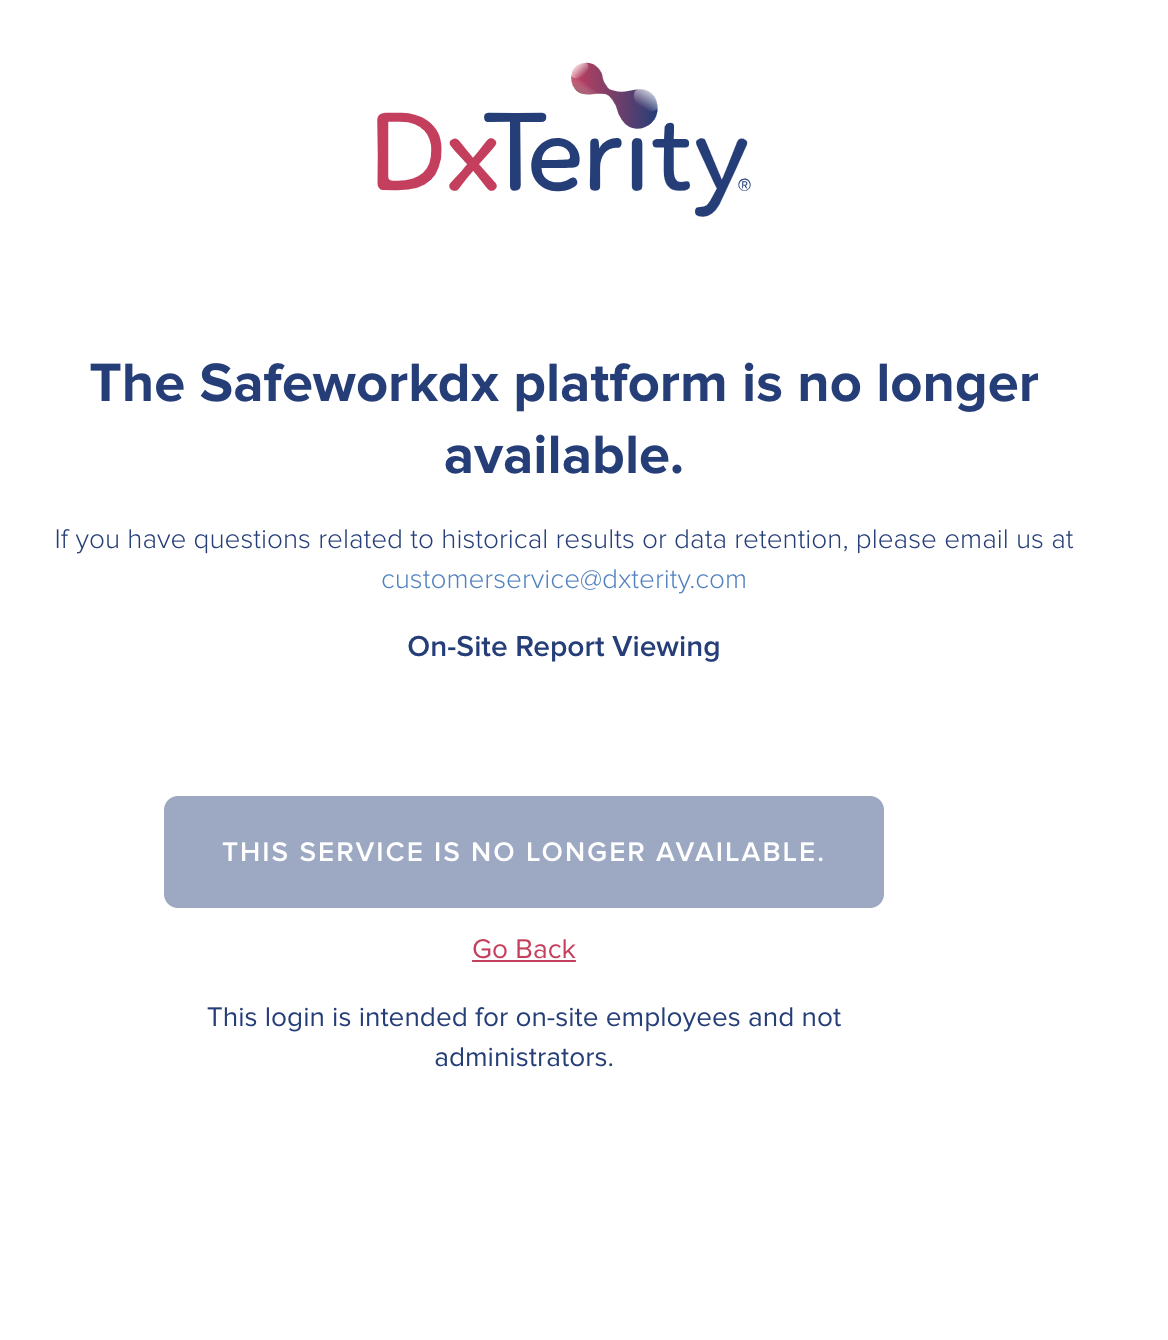 DxTerity®
The Safeworkdx platform is no longer
available.
If you have questions related to historical results or data retention, please email us at
customerservice@dxterity.com
On-Site Report Viewing
THIS SERVICE IS NO LONGER AVAILABLE.
Go Back
This login is intended for on-site employees and not
administrators.